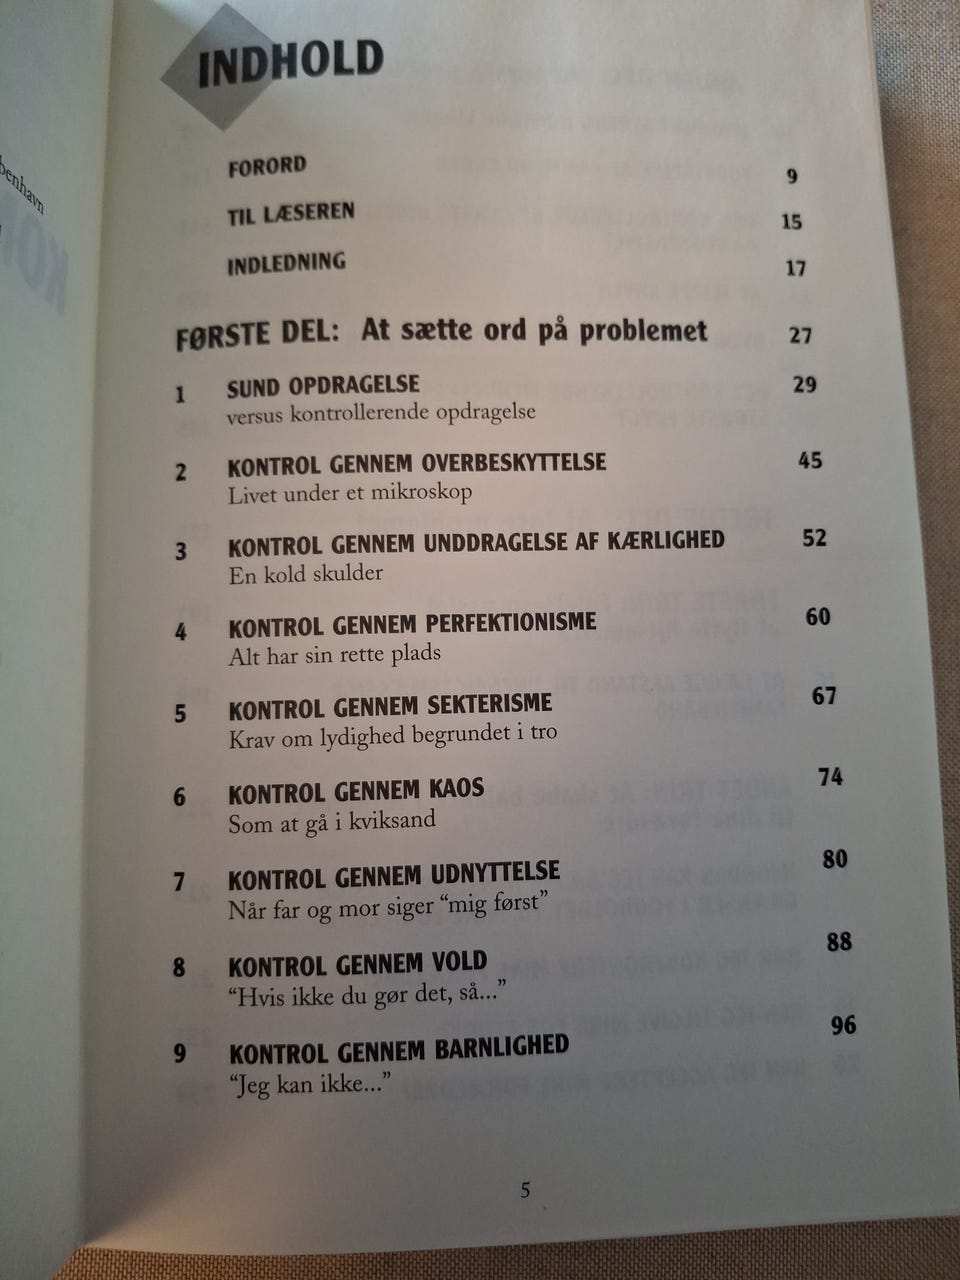 benhavn
INDHOLD
FORORD 9
TIL LÆSEREN 15
INDLEDNING 17
FØRSTE DEL: At sætte ord på problemet 27
1 SUND OPDRAGELSE 29
versus kontrollerende opdragelse
2 KONTROL GENNEM OVERBESKYTTELSE 45
Livet under et mikroskop
3 KONTROL GENNEM UNDDRAGELSE AF KÆRLIGHED 52
En kold skulder
4 KONTROL GENNEM PERFEKTIONISME 60
Alt har sin rette plads
5 KONTROL GENNEM SEKTERISME 67
Krav om lydighed begrundet i tro
6 KONTROL GENNEM KAOS 74
Som at gå i kviksand
7 KONTROL GENNEM UDNYTTELSE 80
Når far og mor siger “mig først”
8 KONTROL GENNEM VOLD 88
“Hvis ikke du gør det, så...”
9 KONTROL GENNEM BARNLIGHED 96
“Jeg kan ikke...”
5